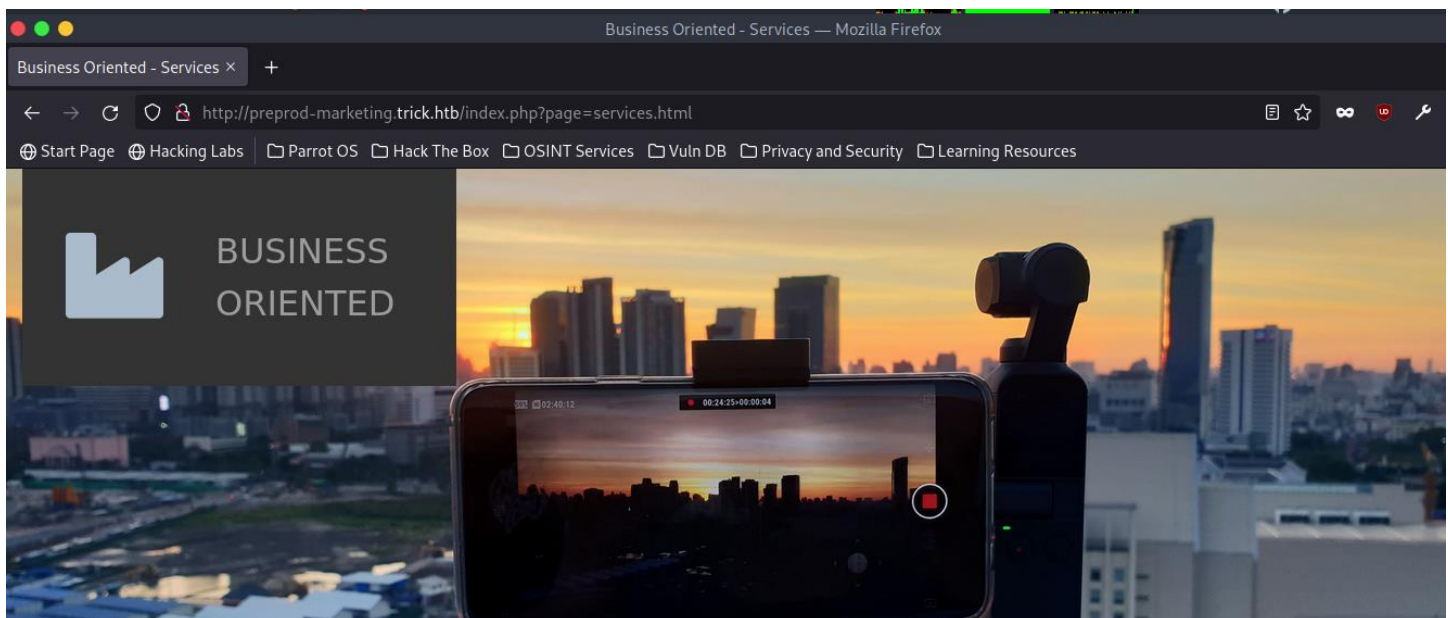 Business Oriented - Services — Mozilla Firefox
Business Oriented - Services × +
http://preprod-marketing.trick.htb/index.php?page=services.html
Start Page Hacking Labs Parrot OS Hack The Box OSINT Services Vuln DB Privacy and Security Learning Resources
BUSINESS
ORIENTED
02:40:12 00:24:25+00:00:04